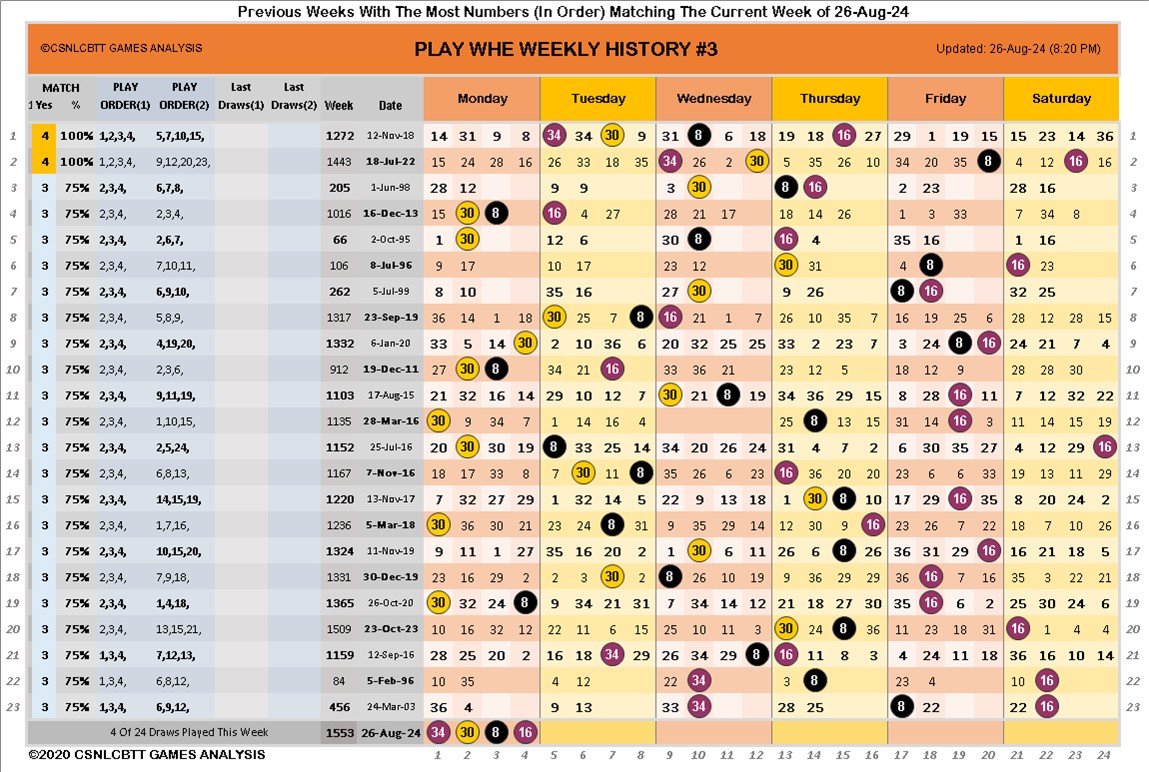 Previous Weeks With The Most Numbers (In Order) Matching The Current Week of 26-Aug-24
©CSNLCBTT GAMES ANALYSIS PLAY WHE WEEKLY HISTORY #3 Updated: 26-Aug-24 (8:20 PM)
MATCH PLAY PLAY Last Last
1 Yes % ORDER(1) ORDER(2) Draws(1) Draws(2) Week Date Monday Tuesday Wednesday Thursday Friday Saturday
1 4 100% 1,2,3,4, 5,7,10,15, 1272 12-Nov-18 14 31 9 8 34 34 30 9 31 8 6 18 19 18 16 27 29 1 19 15 15 23 14 36 1
2 4 100% 1,2,3,4, 9,12,20,23, 1443 18-Jul-22 15 24 28 16 26 33 18 35 34 26 2 30 5 35 26 10 34 20 35 8 4 12 23 16 2
3 3 75% 2,3,4, 6,7,8, 205 1-Jun-98 28 12 9 9 3 30 8 16 2 23 28 16 3
4 3 75% 2,3,4, 2,3,4, 1016 16-Dec-13 15 30 8 16 4 27 28 21 17 18 14 26 1 3 33 7 34 8 4
5 3 75% 2,3,4, 2,6,7, 66 2-Oct-95 1 30 12 6 30 8 16 4 35 16 1 16 5
6 3 75% 2,3,4, 7,10,11, 106 8-Jul-96 9 17 10 17 23 12 30 31 4 8 16 23 6
7 3 75% 2,3,4, 6,9,10, 262 5-Jul-99 8 10 35 16 27 30 9 26 8 16 32 25 7
8 3 75% 2,3,4, 5,8,9, 1317 23-Sep-19 36 14 1 18 30 25 7 8 16 21 1 7 26 10 35 7 16 19 25 6 28 12 28 15 8
9 3 75% 2,3,4, 4,19,20, 1332 6-Jan-20 33 5 14 30 2 10 36 6 20 32 25 25 33 2 23 7 3 24 8 16 24 21 7 4 9
10 3 75% 2,3,4, 2,3,6, 912 19-Dec-11 27 30 8 34 21 16 33 36 21 23 12 5 18 12 9 28 28 30 10
11 3 75% 2,3,4, 9,11,19, 1103 17-Aug-15 21 32 16 14 29 10 12 7 30 21 8 19 34 36 29 15 8 28 16 11 7 12 32 22 11
12 3 75% 2,3,4, 1,10,15, 1135 28-Mar-16 30 9 34 7 1 14 16 4 25 8 13 15 31 14 16 3 11 15 25 19 12
13 3 75% 2,3,4, 2,5,24, 1152 25-Jul-16 20 30 30 19 8 33 25 14 34 20 26 24 31 4 7 2 6 30 35 27 4 12 29 16 13
14 3 75% 2,3,4, 6,8,13, 1167 7-Nov-16 18 17 33 8 7 30 11 8 35 26 6 23 16 36 20 20 23 6 6 33 19 13 11 29 14
15 3 75% 2,3,4, 14,15,19, 1220 13-Nov-17 7 32 27 29 1 32 14 5 22 9 13 18 1 30 8 10 17 29 16 35 8 20 24 2 15
16 3 75% 2,3,4, 1,7,16, 1236 5-Mar-18 30 36 30 21 23 24 8 31 9 35 29 14 12 30 9 16 23 26 7 22 18 7 10 26 16
17 3 75% 2,3,4, 10,15,20, 1324 11-Nov-19 9 11 1 27 35 16 20 2 1 30 6 11 26 6 8 26 36 31 29 16 16 21 18 5 17
18 3 75% 2,3,4, 7,9,18, 1331 30-Dec-19 23 16 29 2 2 3 30 2 8 26 10 19 9 36 29 29 36 16 7 16 35 3 22 21 18
19 3 75% 2,3,4, 1,4,18, 1365 26-Oct-20 30 32 24 8 9 34 21 31 7 34 14 12 21 18 27 30 35 16 6 2 25 30 24 6 19
20 3 75% 2,3,4, 13,15,21, 1509 23-Oct-23 10 16 32 12 22 11 6 15 25 10 11 3 30 24 8 36 11 23 18 31 16 1 4 4 20
21 3 75% 1,3,4, 7,12,13, 1159 12-Sep-16 28 25 20 2 16 18 34 29 26 34 29 8 16 11 8 3 4 24 11 18 36 16 10 14 21
22 3 75% 1,3,4, 6,8,12, 84 5-Feb-96 10 35 4 12 22 34 3 8 23 4 10 16 22
23 3 75% 1,3,4, 6,9,12, 456 24-Mar-03 36 4 9 13 33 34 28 25 8 22 22 16 23
4 Of 24 Draws Played This Week 1553 26-Aug-24 34 30 8 16
©2020 CSNLCBTT GAMES ANALYSIS 1 2 3 4 5 6 7 8 9 10 11 12 13 14 15 16 17 18 19 20 21 22 23 24